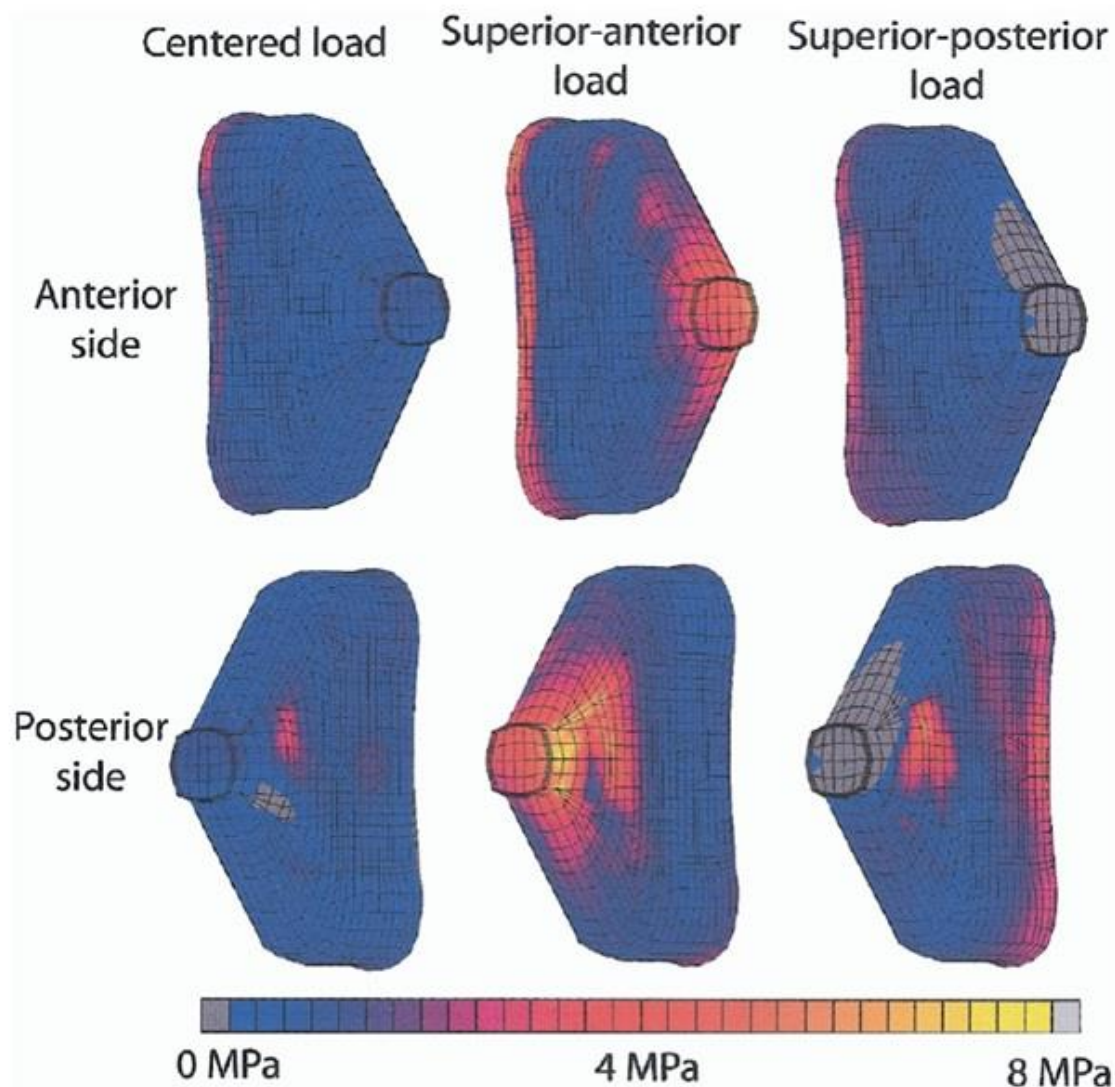 Centered load
Superior-anterior
load
Superior-posterior
load
Anterior
side
Posterior
side
0 MPa
4 MPa
8 MPa